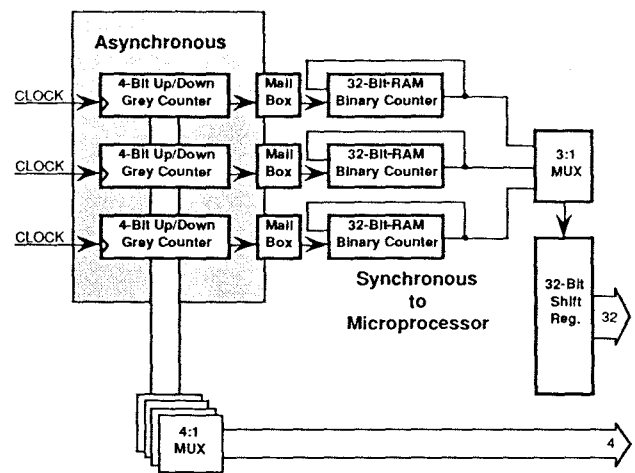 Asynchronous
CLOCK
4-Bit Up/Down
Grey Counter
Mail
Box
32-Bit-RAM
Binary Counter
CLOCK
4-Bit Up/Down
Grey Counter
Mail
Box
32-Bit-RAM
Binary Counter
3:1
MUX
CLOCK
4-Bit Up/Down
Grey Counter
Mail
Box
32-Bit-RAM
Binary Counter
Synchronous
to
Microprocessor
32-Bit
Shift
Reg.
32
4:1
MUX
4